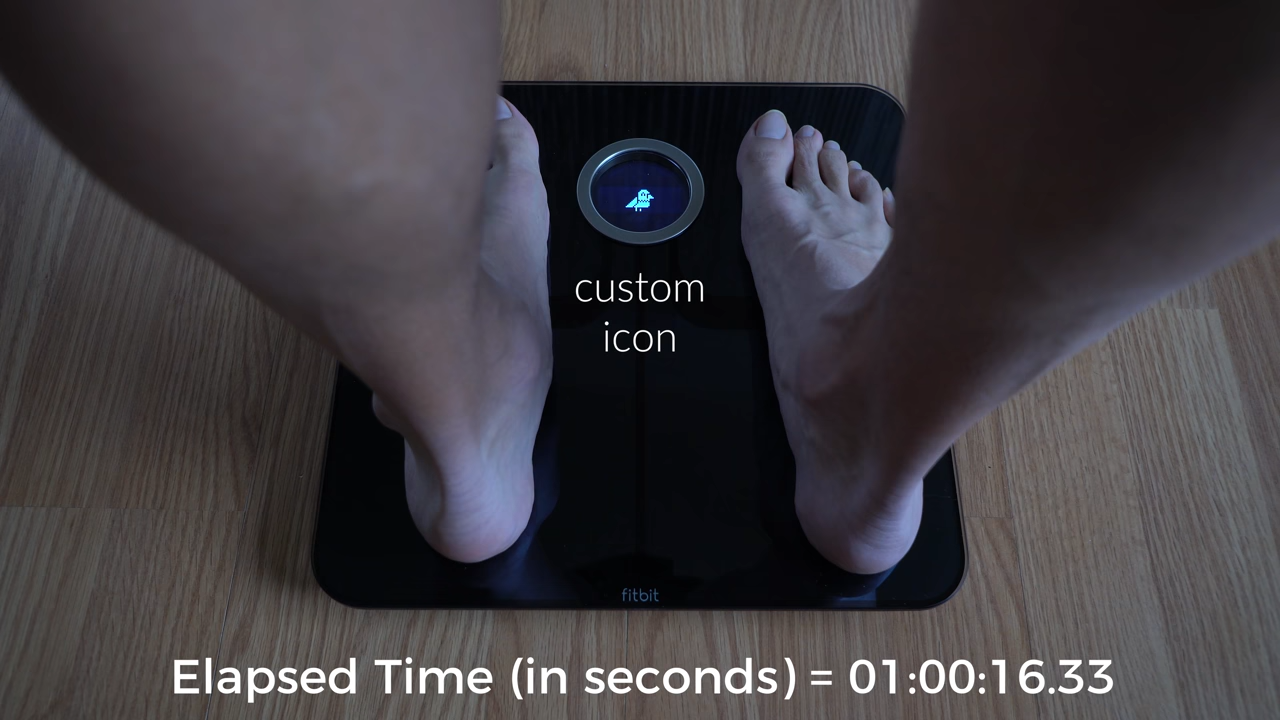 custom
icon
fitbit
Elapsed Time (in seconds) = 01:00:16.33